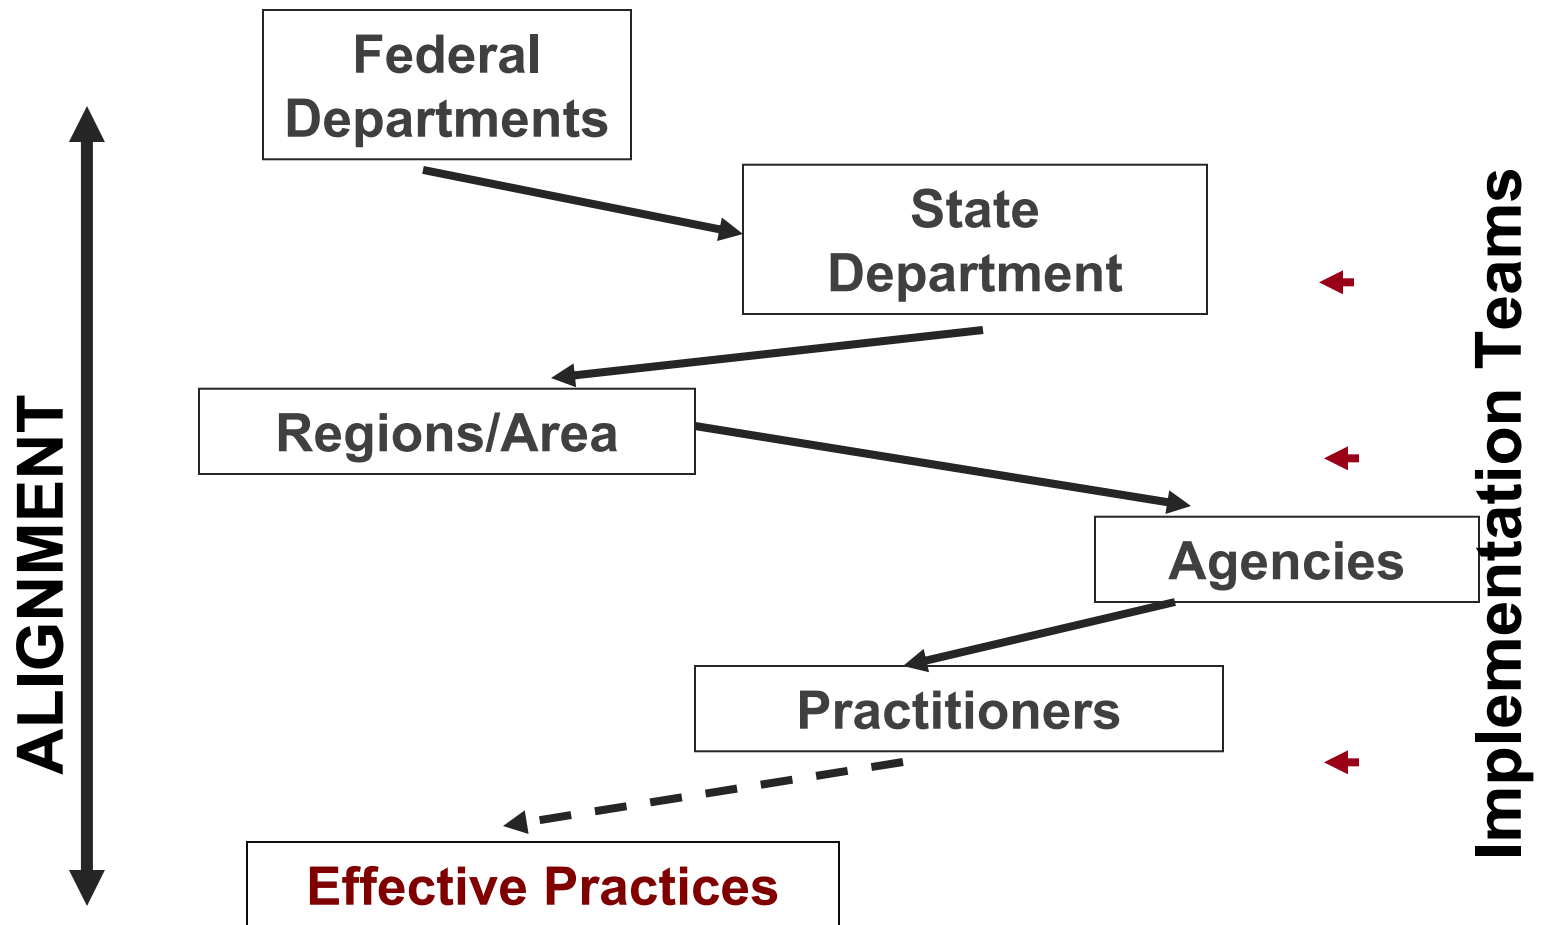 Federal
Departments
State
Department
Regions/Area
Agencies
Practitioners
Effective Practices
ALIGNMENT
Implementation Teams